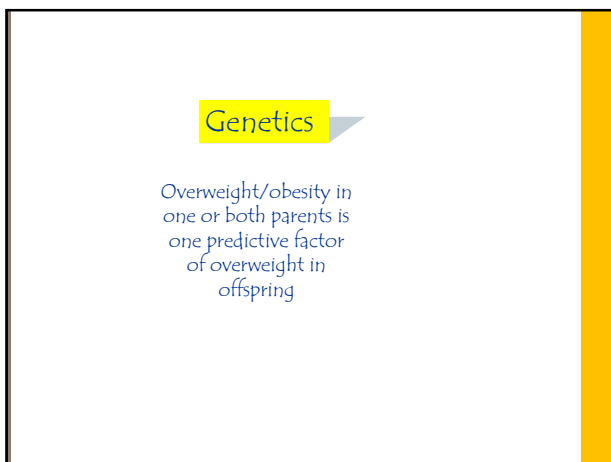 Genetics
Overweight/obesity in
one or both parents is
one predictive factor
of overweight in
offspring